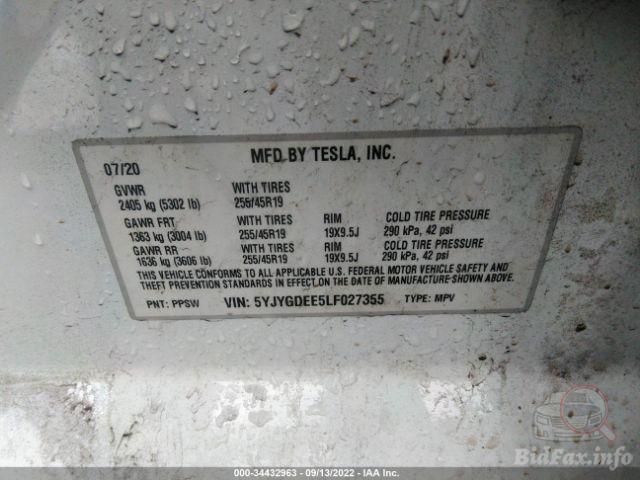 MFD BY TESLA, INC.
07/20
GVWR WITH TIRES
2405 kg (5302 lb) 255/45R19
GAWR FRT WITH TIRES RIM COLD TIRE PRESSURE
1363 kg (3004 lb) 255/45R19 19X9.5J 290 kPa, 42 psi
GAWR RR WITH TIRES RIM COLD TIRE PRESSURE
1636 kg (3606 lb) 255/45R19 19X9.5J 290 kPa, 42 psi
THIS VEHICLE CONFORMS TO ALL APPLICABLE U.S. FEDERAL MOTOR VEHICLE SAFETY AND
THEFT PREVENTION STANDARDS IN EFFECT ON THE DATE OF MANUFACTURE SHOWN ABOVE.
PNT: PPSW VIN: 5YJYGDEE5LF027355 TYPE: MPV
BidFax.info
000-34432963 - 09/13/2022 - IAA Inc.